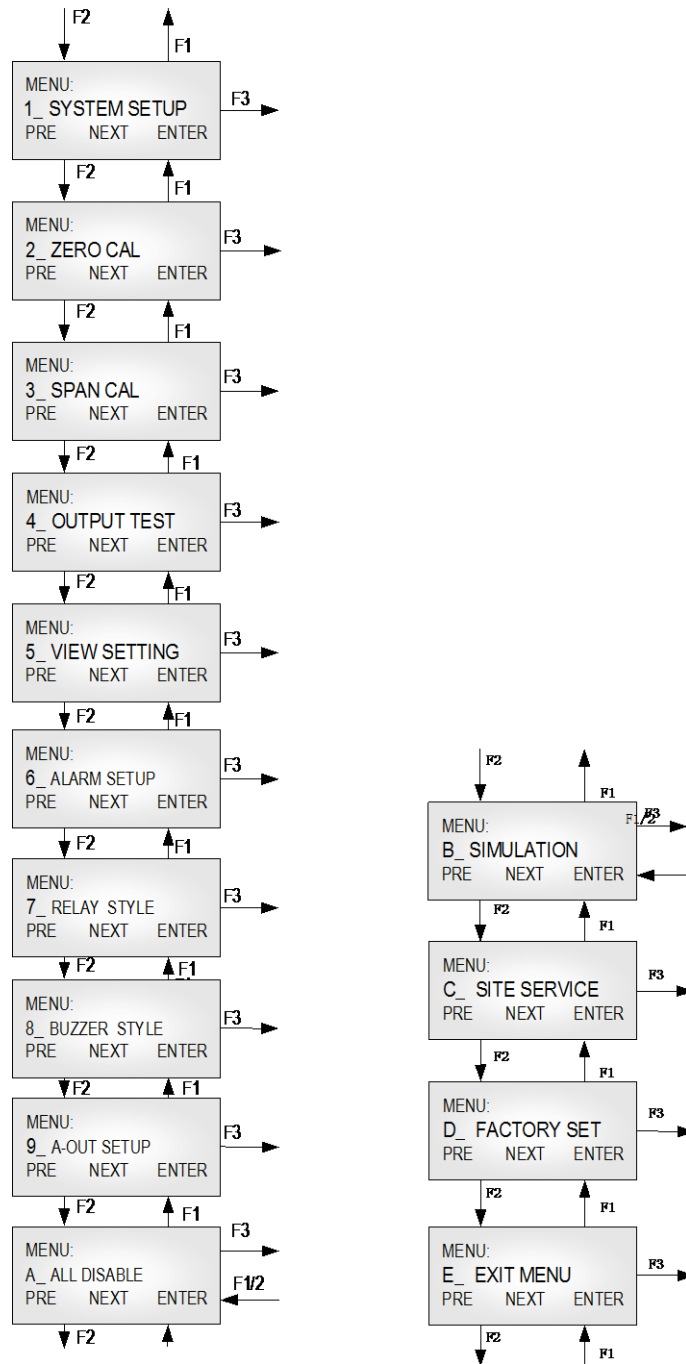 F2
F1
MENU:
1_ SYSTEM SETUP
PRE NEXT ENTER
F3
F2
F1
MENU:
2_ ZERO CAL
PRE NEXT ENTER
F3
F2
F1
MENU:
3_ SPAN CAL
PRE NEXT ENTER
F3
F2
F1
MENU:
4_ OUTPUT TEST
PRE NEXT ENTER
F3
F2
F1
MENU:
5_ VIEW SETTING
PRE NEXT ENTER
F3
F2
F1
MENU:
6_ ALARM SETUP
PRE NEXT ENTER
F3
F2
F1
MENU:
7_ RELAY STYLE
PRE NEXT ENTER
F3
F2
F1
MENU:
8_ BUZZER STYLE
PRE NEXT ENTER
F3
F2
F1
MENU:
9_ A-OUT SETUP
PRE NEXT ENTER
F3
F2
F1
MENU:
A_ ALL DISABLE
PRE NEXT ENTER
F3
F1/2
F2
F2
F1
MENU:
B_ SIMULATION
PRE NEXT ENTER
F3
F1/2
F2
F1
MENU:
C_ SITE SERVICE
PRE NEXT ENTER
F3
F2
F1
MENU:
D_ FACTORY SET
PRE NEXT ENTER
F3
F2
F1
MENU:
E_ EXIT MENU
PRE NEXT ENTER
F3
F2
F1